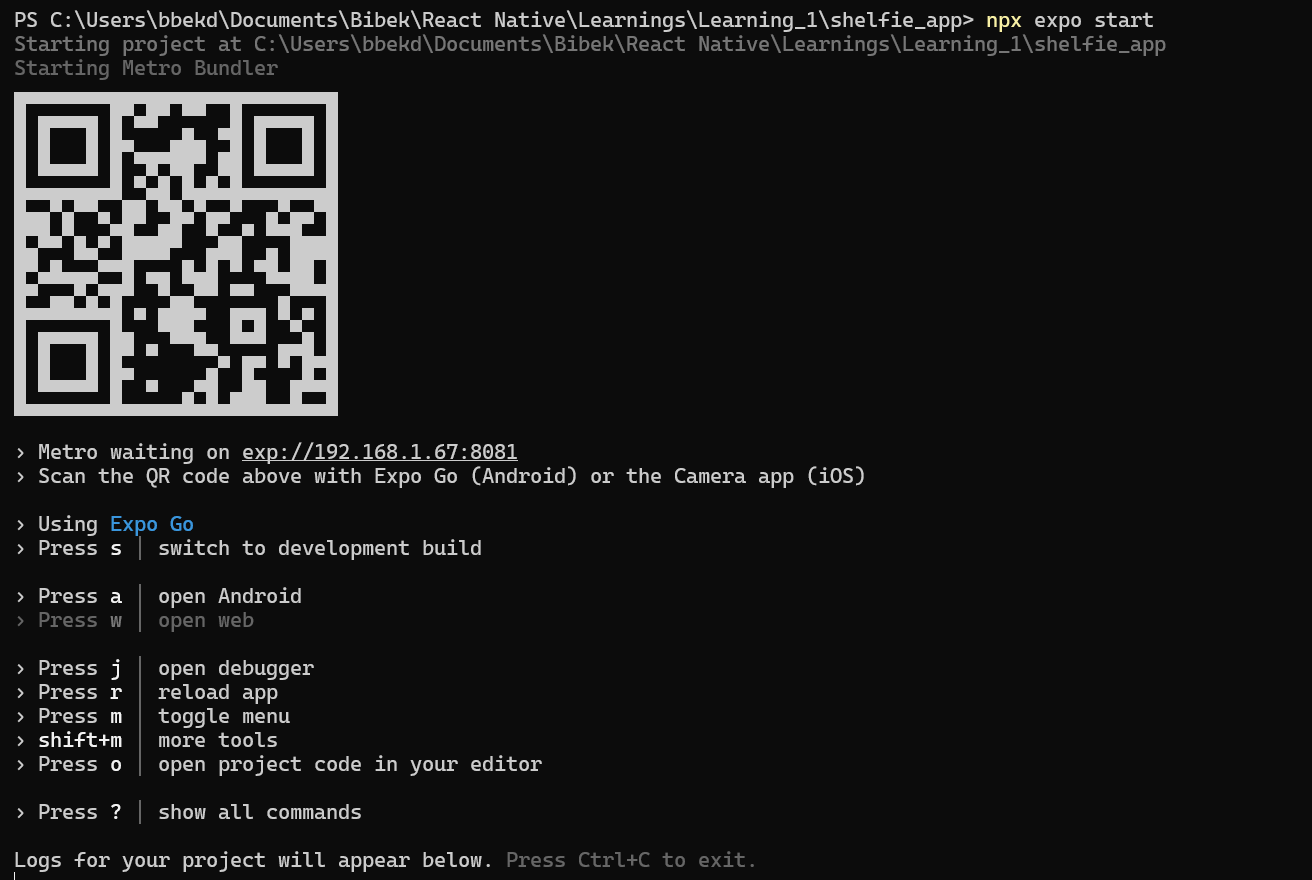 PS C:\Users\bbekd\Documents\Bibek\React Native\Learnings\Learning_1\shelfie_app> npx expo start
Starting project at C:\Users\bbekd\Documents\Bibek\React Native\Learnings\Learning_1\shelfie_app
Starting Metro Bundler
› Metro waiting on exp://192.168.1.67:8081
› Scan the QR code above with Expo Go (Android) or the Camera app (iOS)
› Using Expo Go
› Press s │ switch to development build
› Press a │ open Android
› Press w │ open web
› Press j │ open debugger
› Press r │ reload app
› Press m │ toggle menu
› shift+m │ more tools
› Press o │ open project code in your editor
› Press ? │ show all commands
Logs for your project will appear below. Press Ctrl+C to exit.